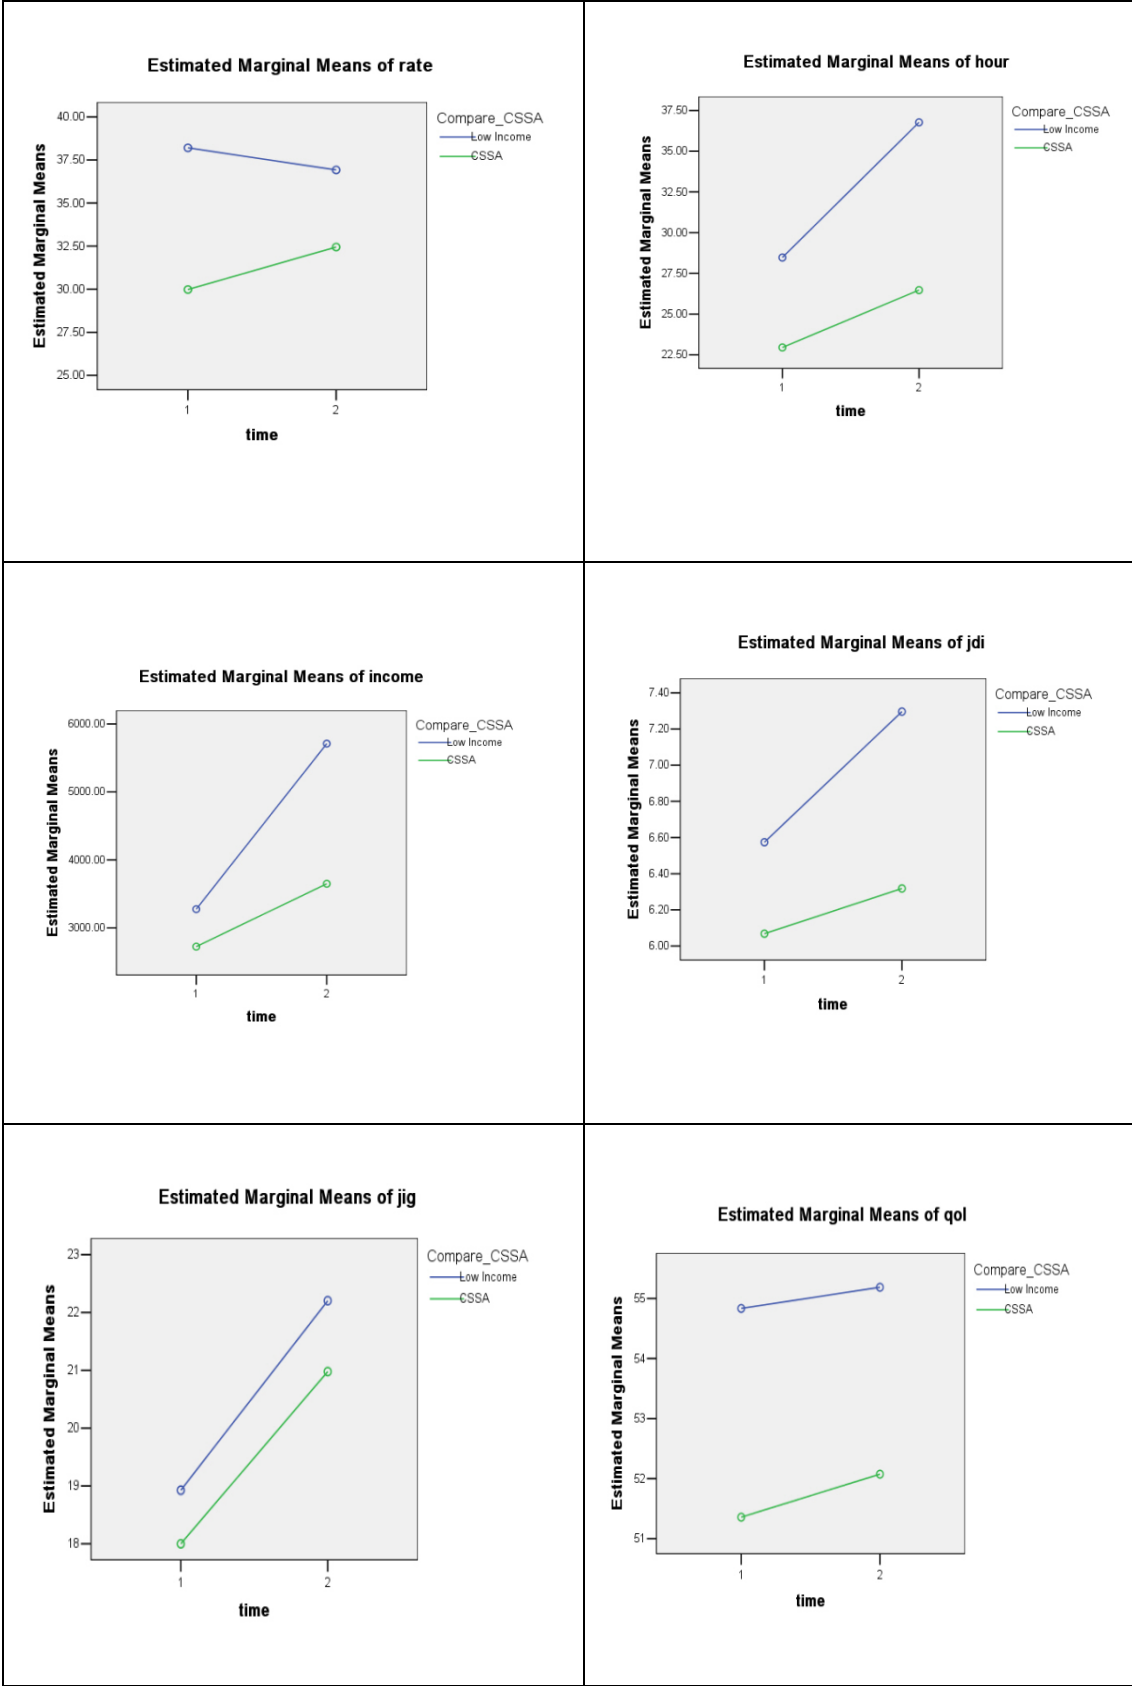 Estimated Marginal Means of rate
Estimated Marginal Means
40.00
37.50
35.00
32.50
30.00
27.50
25.00
1
2
time
Compare_CSSA
Low Income
CSSA
Estimated Marginal Means of hour
Estimated Marginal Means
37.50
35.00
32.50
30.00
27.50
25.00
22.50
1
2
time
Compare_CSSA
Low Income
CSSA
Estimated Marginal Means of income
Estimated Marginal Means
6000.00
5000.00
4000.00
3000.00
1
2
time
Compare_CSSA
Low Income
CSSA
Estimated Marginal Means of jdi
Estimated Marginal Means
7.40
7.20
7.00
6.80
6.60
6.40
6.20
6.00
1
2
time
Compare_CSSA
Low Income
CSSA
Estimated Marginal Means of jig
Estimated Marginal Means
23
22
21
20
19
18
1
2
time
Compare_CSSA
Low Income
CSSA
Estimated Marginal Means of qol
Estimated Marginal Means
55
54
53
52
51
1
2
time
Compare_CSSA
Low Income
CSSA